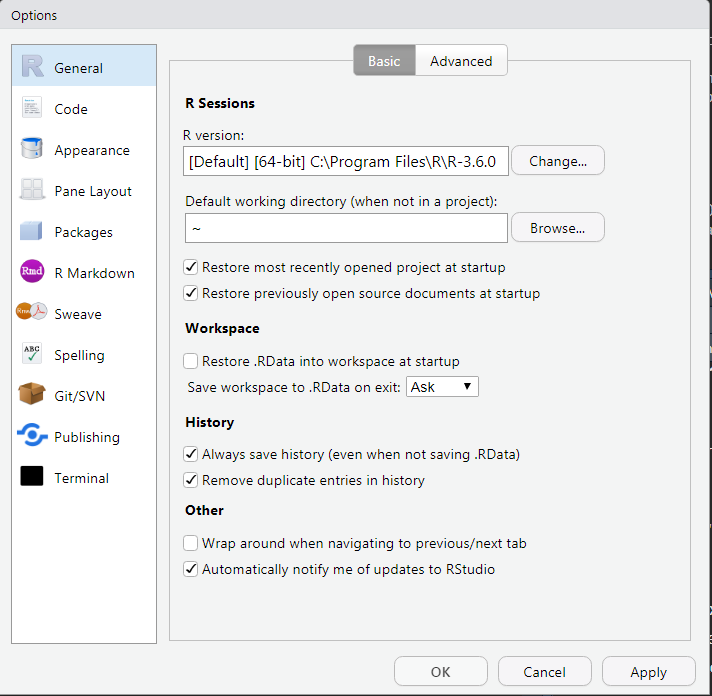 Options
General
Code
Appearance
Pane Layout
Packages
Rmd R Markdown
Sweave
ABC Spelling
Git/SVN
Publishing
Terminal
Basic Advanced
R Sessions
R version:
[Default] [64-bit] C:\Program Files\R\R-3.6.0 Change...
Default working directory (when not in a project):
~ Browse...
Restore most recently opened project at startup
Restore previously open source documents at startup
Workspace
Restore .RData into workspace at startup
Save workspace to .RData on exit: Ask
History
Always save history (even when not saving .RData)
Remove duplicate entries in history
Other
Wrap around when navigating to previous/next tab
Automatically notify me of updates to RStudio
OK Cancel Apply